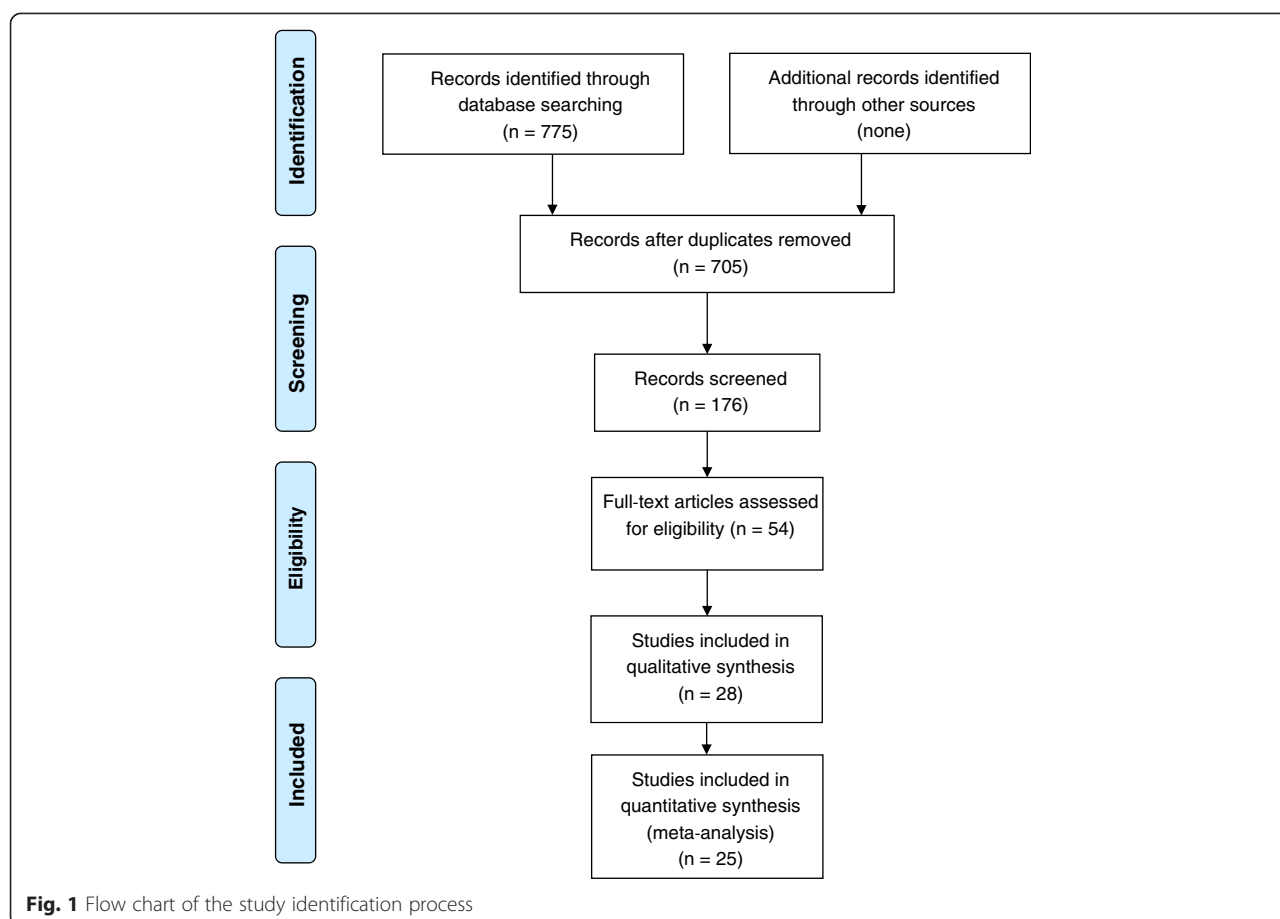 Identification
Records identified through
database searching
(n = 775)
Additional records identified
through other sources
(none)
Screening
Records after duplicates removed
(n = 705)
Records screened
(n = 176)
Eligibility
Full-text articles assessed
for eligibility (n = 54)
Included
Studies included in
qualitative synthesis
(n = 28)
Studies included in
quantitative synthesis
(meta-analysis)
(n = 25)
Fig. 1 Flow chart of the study identification process